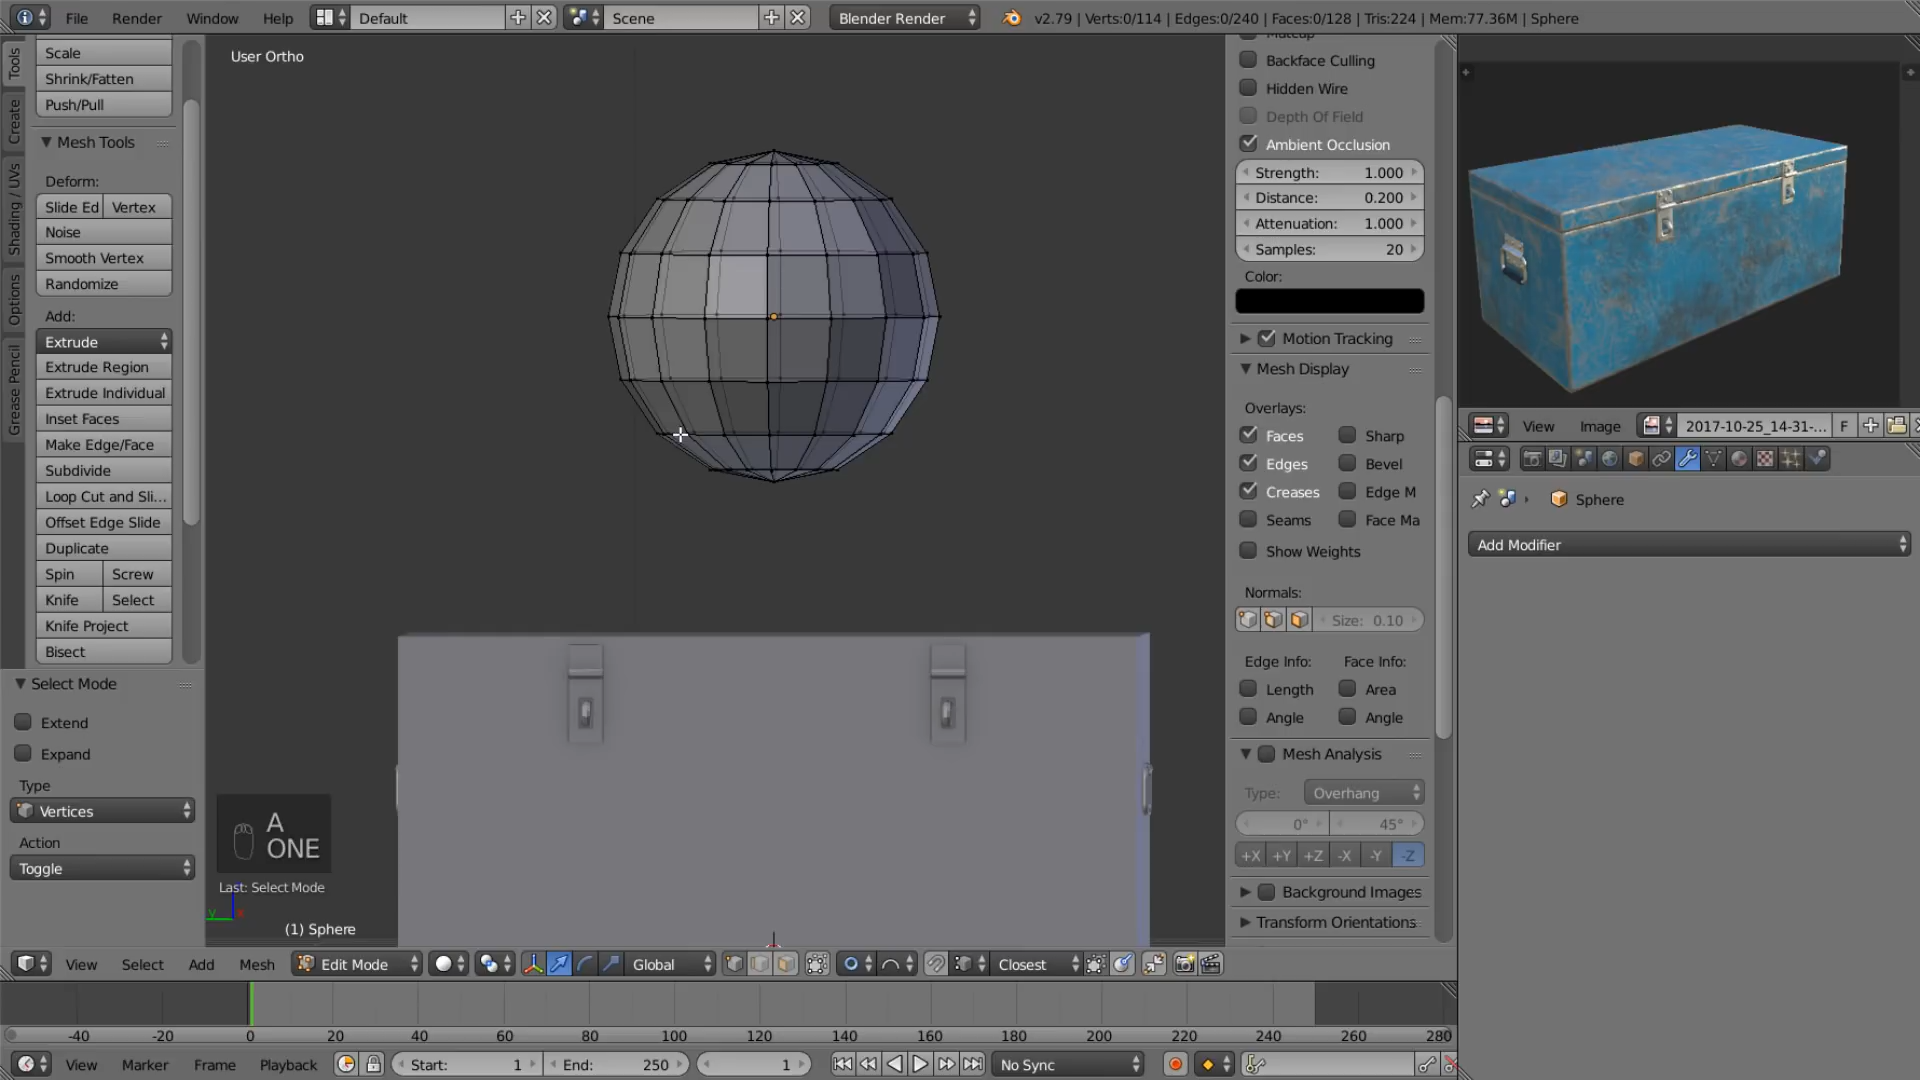 File Render Window Help Default Scene Blender Render v2.79 | Verts:0/114 | Edges:0/240 | Faces:0/128 | Tris:224 | Mem:77.36M | Sphere
Tools
Create
Shading / UVs
Options
Grease Pencil
Scale
Shrink/Fatten
Push/Pull
Mesh Tools
Deform:
Slide Ed Vertex
Noise
Smooth Vertex
Randomize
Add:
Extrude
Extrude Region
Extrude Individual
Inset Faces
Make Edge/Face
Subdivide
Loop Cut and Sli...
Offset Edge Slide
Duplicate
Spin Screw
Knife Select
Knife Project
Bisect
Select Mode
Extend
Expand
Type
Vertices
Action
Toggle
User Ortho
A
ONE
Last: Select Mode
(1) Sphere
Backface Culling
Hidden Wire
Depth Of Field
Ambient Occlusion
Strength: 1.000
Distance: 0.200
Attenuation: 1.000
Samples: 20
Color:
Motion Tracking
Mesh Display
Overlays:
Faces Sharp
Edges Bevel
Creases Edge M
Seams Face Ma
Show Weights
Normals:
Size: 0.10
Edge Info: Face Info:
Length Area
Angle Angle
Mesh Analysis
Type: Overhang
0° 45°
+X +Y +Z -X -Y -Z
Background Images
Transform Orientations
View Image 2017-10-25_14-31-... F
Sphere
Add Modifier
View Select Add Mesh Edit Mode Global Closest
-40 -20 0 20 40 60 80 100 120 140 160 180 200 220 240 260 280
View Marker Frame Playback Start: 1 End: 250 1 No Sync